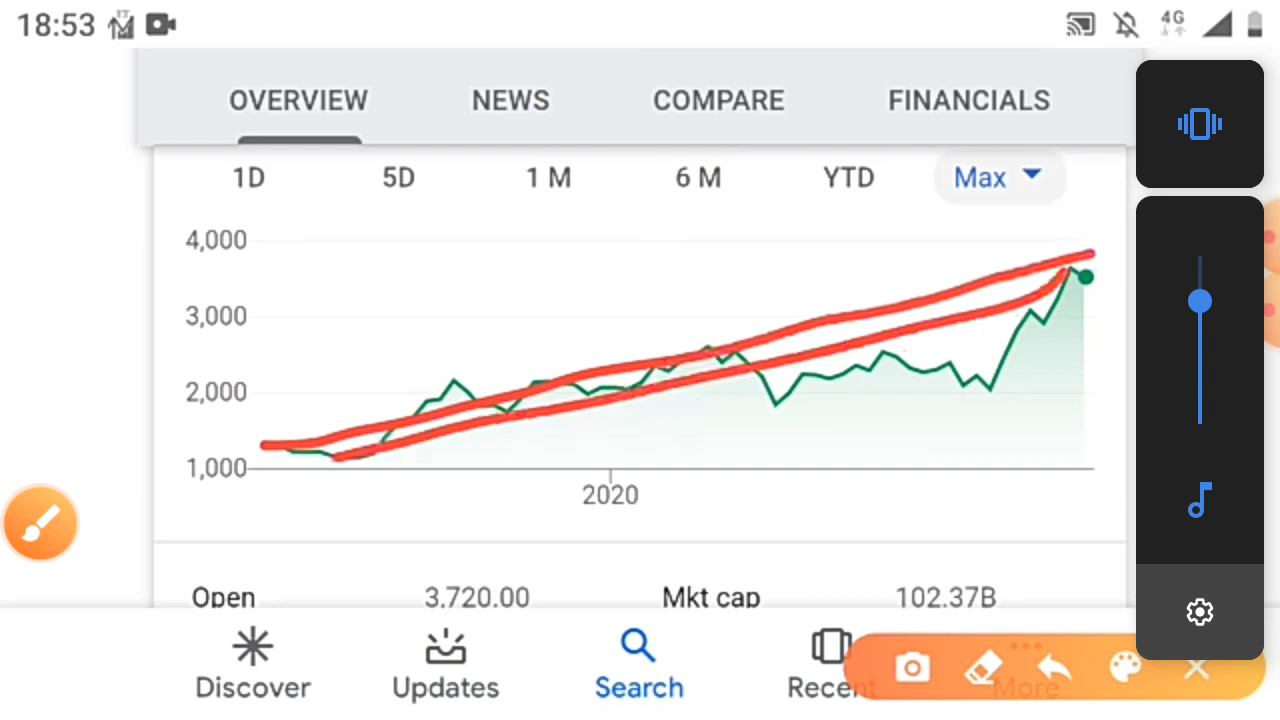 18:53
4G
OVERVIEW NEWS COMPARE FINANCIALS
1D 5D 1 M 6 M YTD Max
4,000
3,000
2,000
1,000
2020
Open 3,720.00 Mkt cap 102.37B
Discover Updates Search Recent More